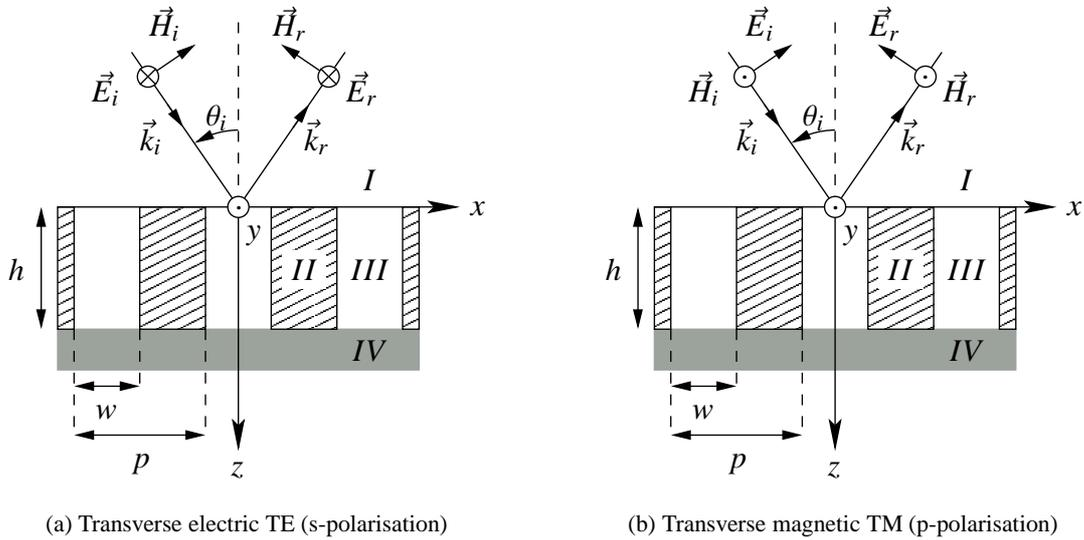 H⃗i H⃗r
E⃗i E⃗r
θi
k⃗i k⃗r
I
x
y
h
II III
IV
w
p
z
(a) Transverse electric TE (s-polarisation)
E⃗i E⃗r
H⃗i H⃗r
θi
k⃗i k⃗r
I
x
y
h
II III
IV
w
p
z
(b) Transverse magnetic TM (p-polarisation)